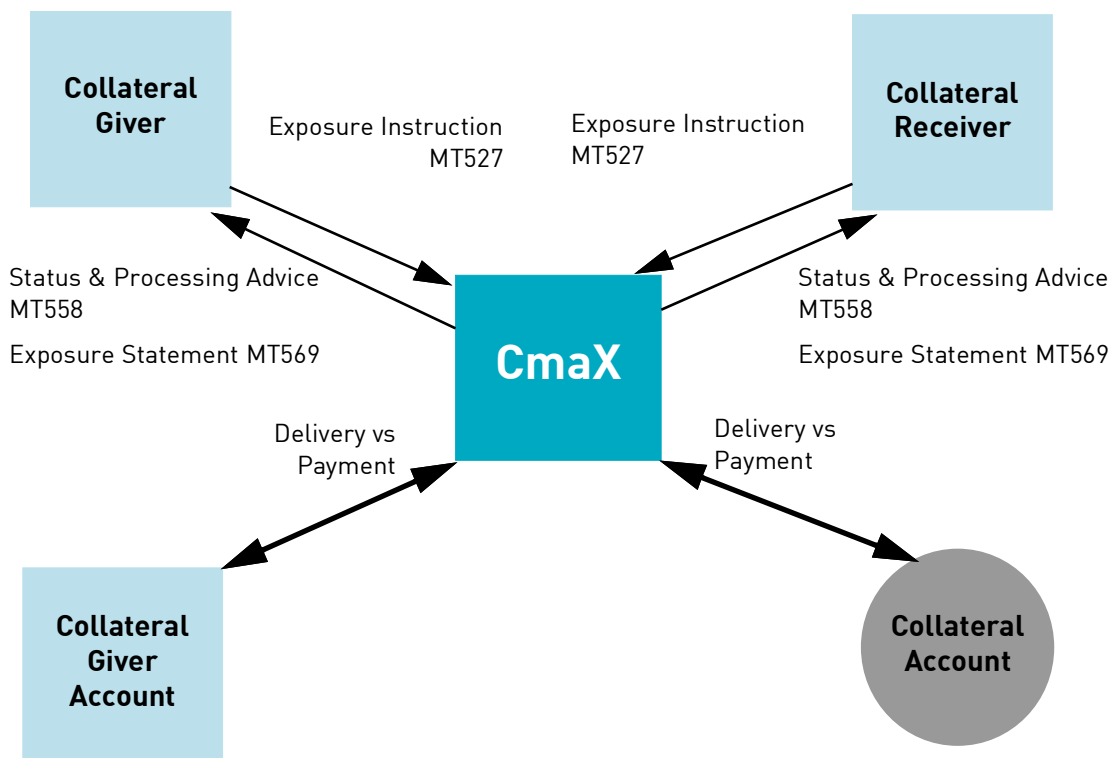 Collateral
Giver
Exposure Instruction
MT527
Exposure Instruction
MT527
Collateral
Receiver
Status & Processing Advice
MT558
Exposure Statement MT569
CmaX
Status & Processing Advice
MT558
Exposure Statement MT569
Delivery vs
Payment
Delivery vs
Payment
Collateral
Giver
Account
Collateral
Account